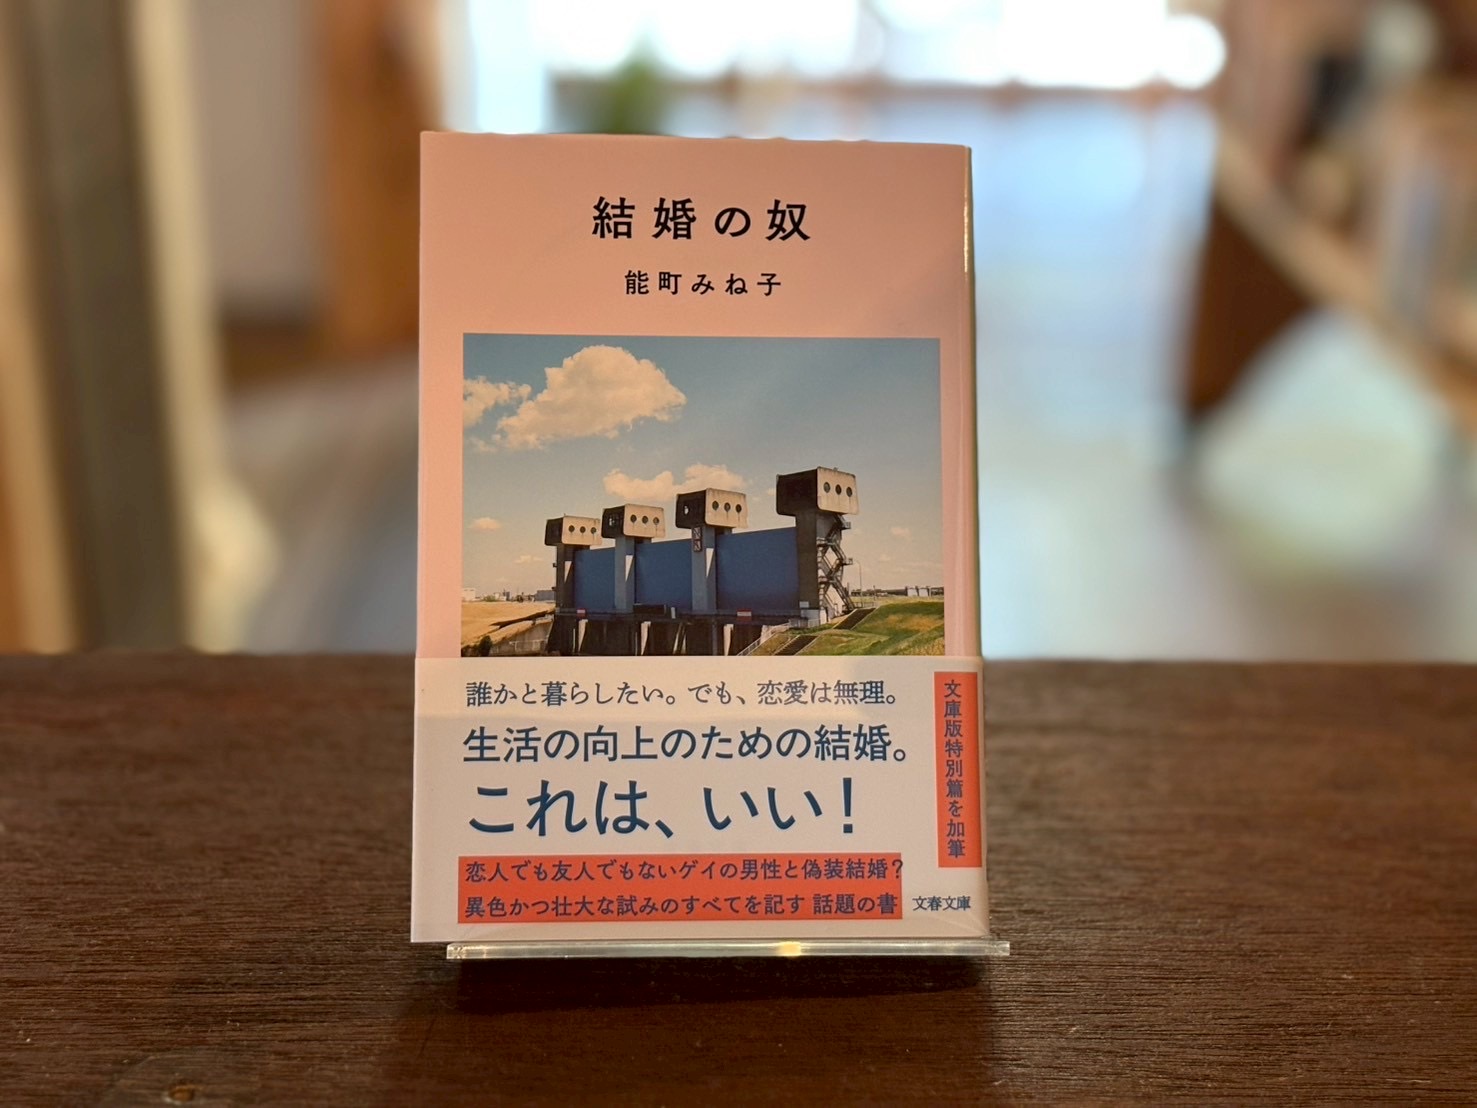 結婚の奴
能町みね子
誰かと暮らしたい。でも、恋愛は無理。
生活の向上のための結婚。
これは、いい！
恋人でも友人でもないゲイの男性と偽装結婚？
異色かつ壮大な試みのすべてを記す 話題の書
文庫版特別篇を加筆
文春文庫